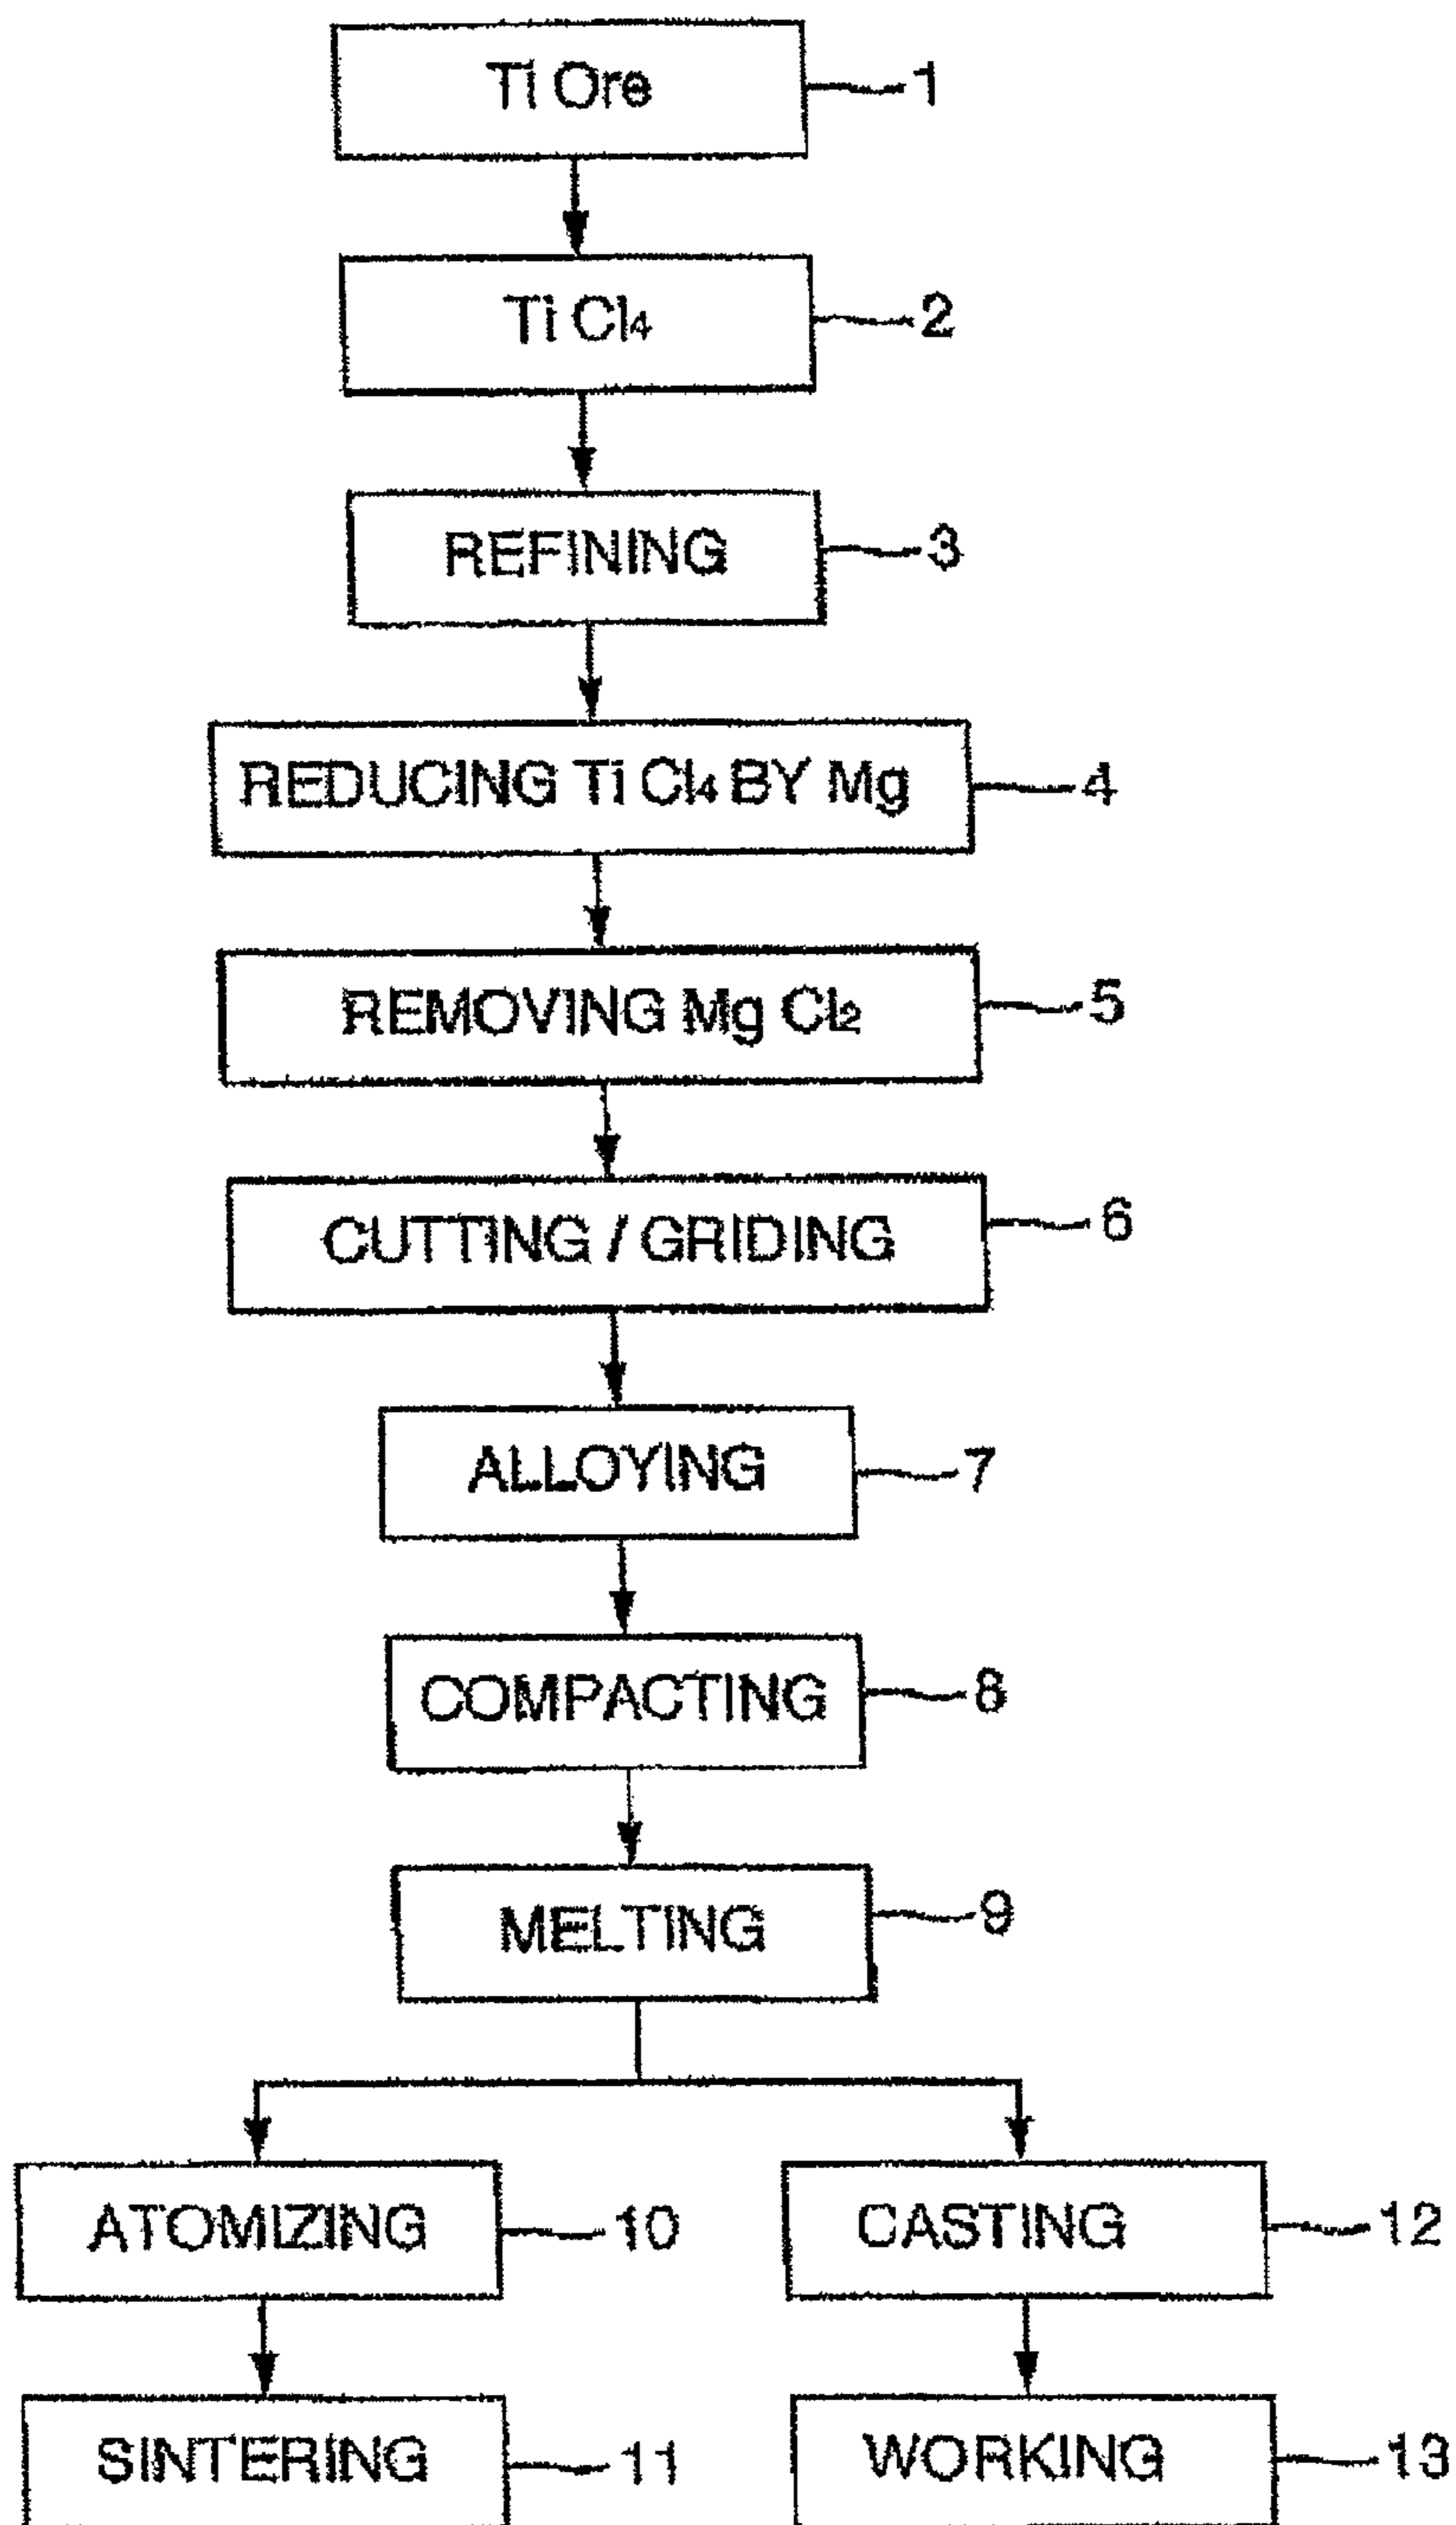 Ti Ore 1
Ti Cl₄ 2
REFINING 3
REDUCING Ti Cl₄ BY Mg 4
REMOVING Mg Cl₂ 5
CUTTING / GRIDING 6
ALLOYING 7
COMPACTING 8
MELTING 9
ATOMIZING 10
CASTING 12
SINTERING 11
WORKING 13